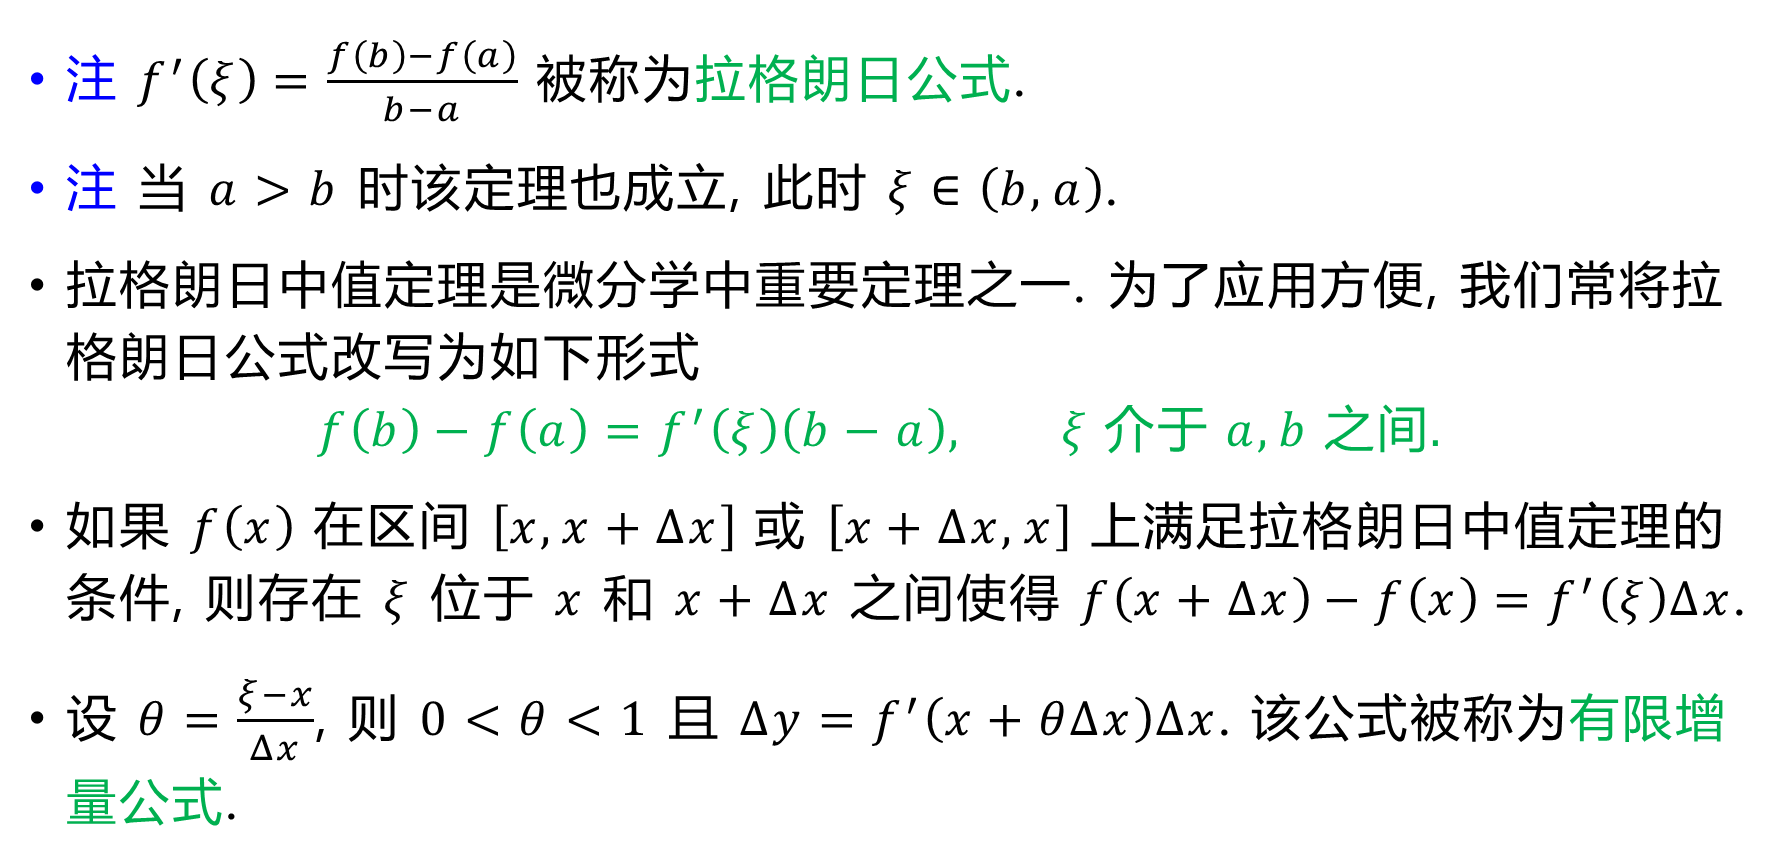 • 注 f′(ξ) = \frac{f(b)−f(a)}{b−a} 被称为拉格朗日公式.
• 注 当 a > b 时该定理也成立, 此时 ξ ∈ (b, a).
• 拉格朗日中值定理是微分学中重要定理之一. 为了应用方便, 我们常将拉
格朗日公式改写为如下形式
f(b) − f(a) = f′(ξ)(b − a), ξ 介于 a, b 之间.
• 如果 f(x) 在区间 [x, x + Δx] 或 [x + Δx, x] 上满足拉格朗日中值定理的
条件, 则存在 ξ 位于 x 和 x + Δx 之间使得 f(x + Δx) − f(x) = f′(ξ)Δx.
• 设 θ = \frac{ξ−x}{Δx}, 则 0 < θ < 1 且 Δy = f′(x + θΔx)Δx. 该公式被称为有限增
量公式.